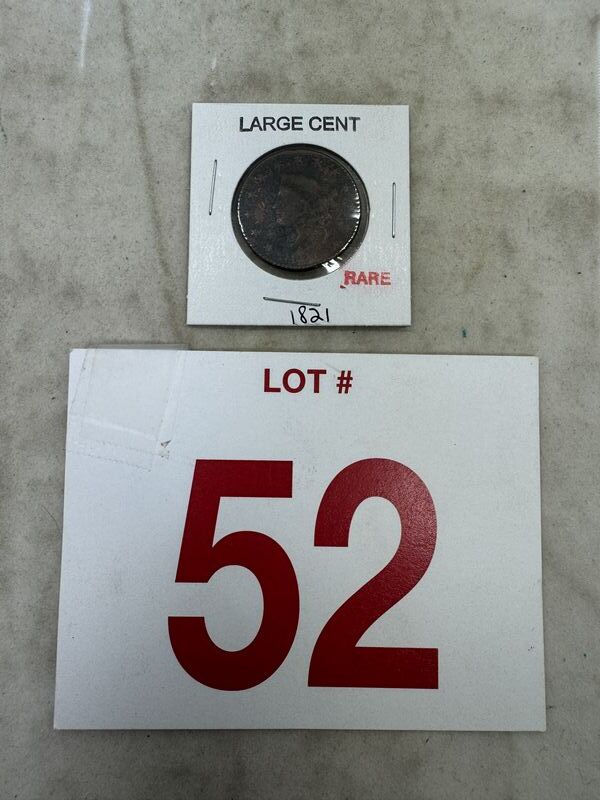 LARGE CENT
RARE
1821
LOT #
52